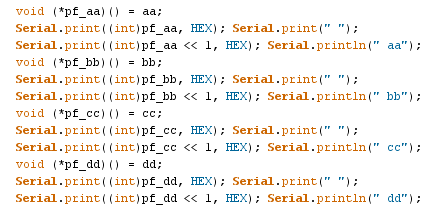 void (*pf_aa)() = aa;
Serial.print((int)pf_aa, HEX); Serial.print(" ");
Serial.print((int)pf_aa << 1, HEX); Serial.println(" aa");
void (*pf_bb)() = bb;
Serial.print((int)pf_bb, HEX); Serial.print(" ");
Serial.print((int)pf_bb << 1, HEX); Serial.println(" bb");
void (*pf_cc)() = cc;
Serial.print((int)pf_cc, HEX); Serial.print(" ");
Serial.print((int)pf_cc << 1, HEX); Serial.println(" cc");
void (*pf_dd)() = dd;
Serial.print((int)pf_dd, HEX); Serial.print(" ");
Serial.print((int)pf_dd << 1, HEX); Serial.println(" dd");